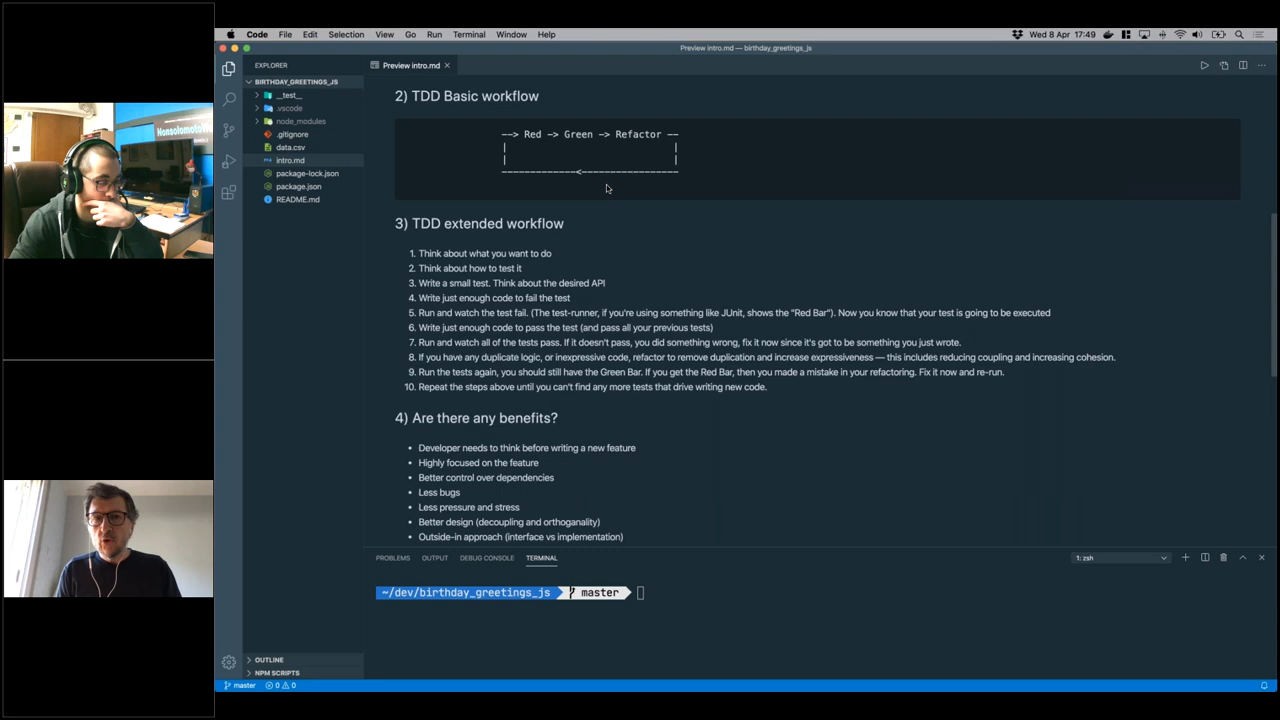 NonsolomotoWo
Code File Edit Selection View Go Run Terminal Window Help
Wed 8 Apr 17:49
Preview intro.md — birthday_greetings_js
EXPLORER
Preview intro.md
BIRTHDAY_GREETINGS_JS
__test__
.vscode
node_modules
.gitignore
data.csv
intro.md
package-lock.json
package.json
README.md
2) TDD Basic workflow
--> Red -> Green -> Refactor --
| |
| |
-------------<-----------------
3) TDD extended workflow
1. Think about what you want to do
2. Think about how to test it
3. Write a small test. Think about the desired API
4. Write just enough code to fail the test
5. Run and watch the test fail. (The test-runner, if you're using something like JUnit, shows the "Red Bar"). Now you know that your test is going to be executed
6. Write just enough code to pass the test (and pass all your previous tests)
7. Run and watch all of the tests pass. If it doesn't pass, you did something wrong, fix it now since it's got to be something you just wrote.
8. If you have any duplicate logic, or inexpressive code, refactor to remove duplication and increase expressiveness — this includes reducing coupling and increasing cohesion.
9. Run the tests again, you should still have the Green Bar. If you get the Red Bar, then you made a mistake in your refactoring. Fix it now and re-run.
10. Repeat the steps above until you can't find any more tests that drive writing new code.
4) Are there any benefits?
• Developer needs to think before writing a new feature
• Highly focused on the feature
• Better control over dependencies
• Less bugs
• Less pressure and stress
• Better design (decoupling and orthoganality)
• Outside-in approach (interface vs implementation)
PROBLEMS OUTPUT DEBUG CONSOLE TERMINAL
1: zsh
~/dev/birthday_greetings_js master
OUTLINE
NPM SCRIPTS
master 0 0